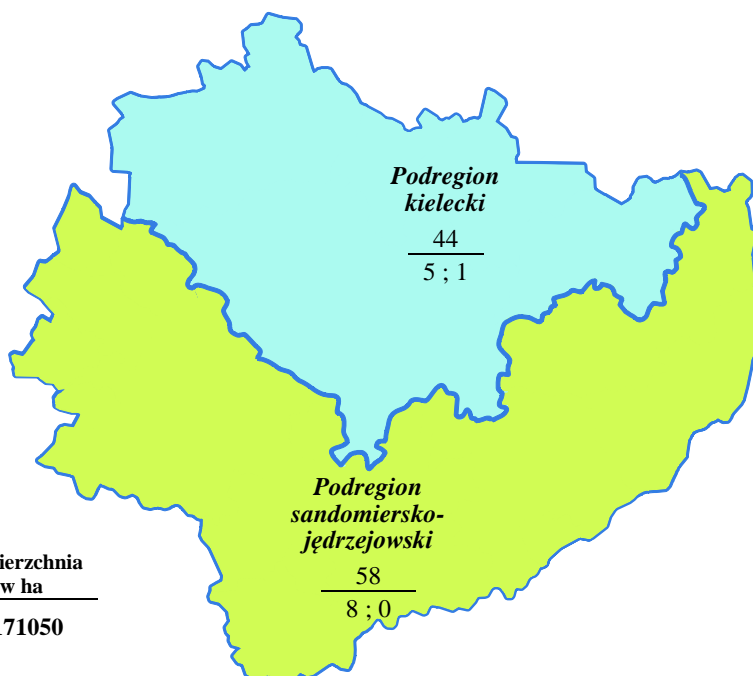 Podregion
kielecki
44
5 ; 1
Podregion
sandomiersko-
jędrzejowski
58
8 ; 0
ierzchnia
w ha
171050